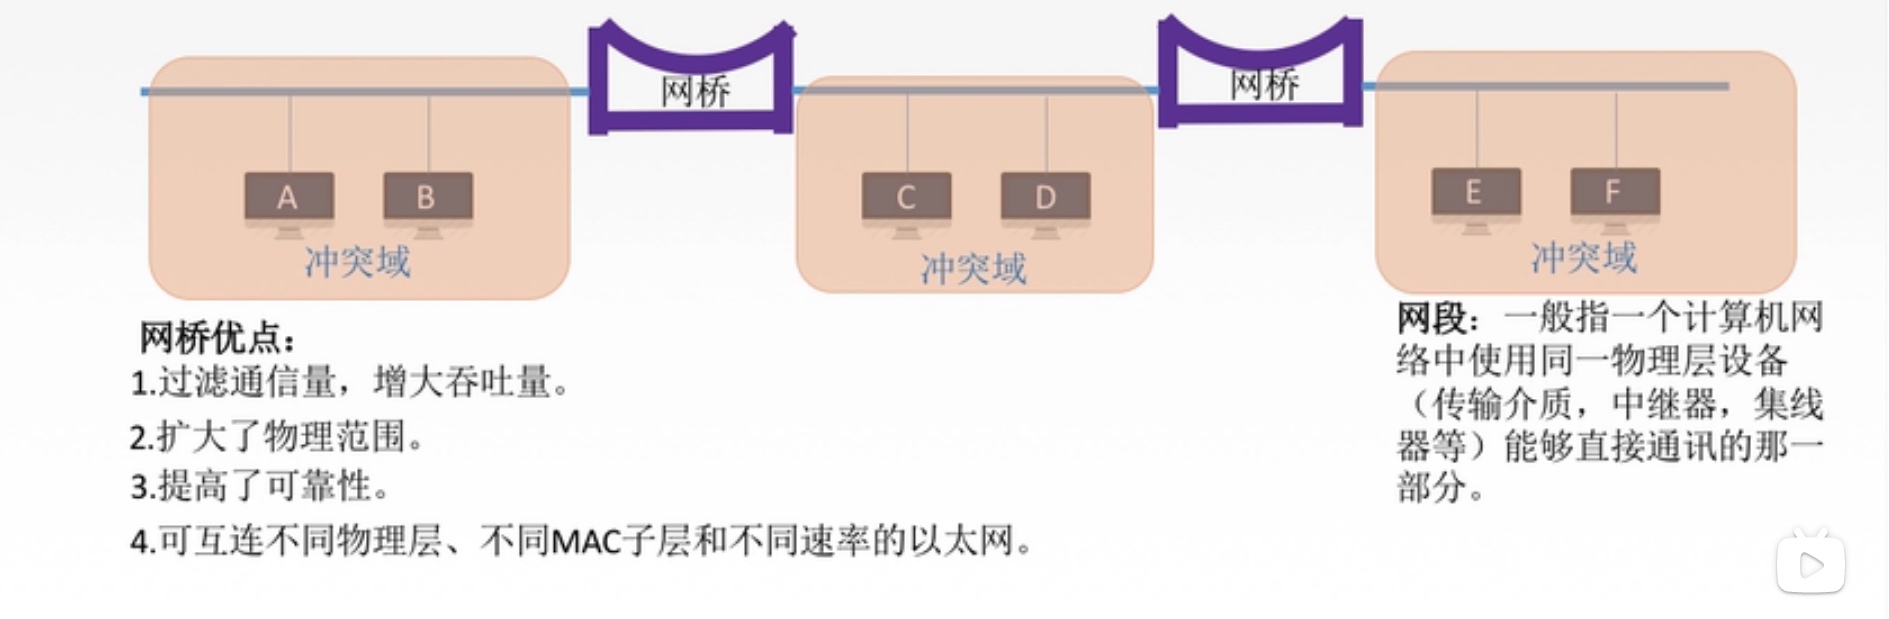 网桥
网桥
A
B
C
D
E
F
冲突域
冲突域
冲突域
网桥优点：
1.过滤通信量，增大吞吐量。
2.扩大了物理范围。
3.提高了可靠性。
4.可互连不同物理层、不同MAC子层和不同速率的以太网。
网段：一般指一个计算机网
络中使用同一物理层设备
（传输介质，中继器，集线
器等）能够直接通讯的那一
部分。